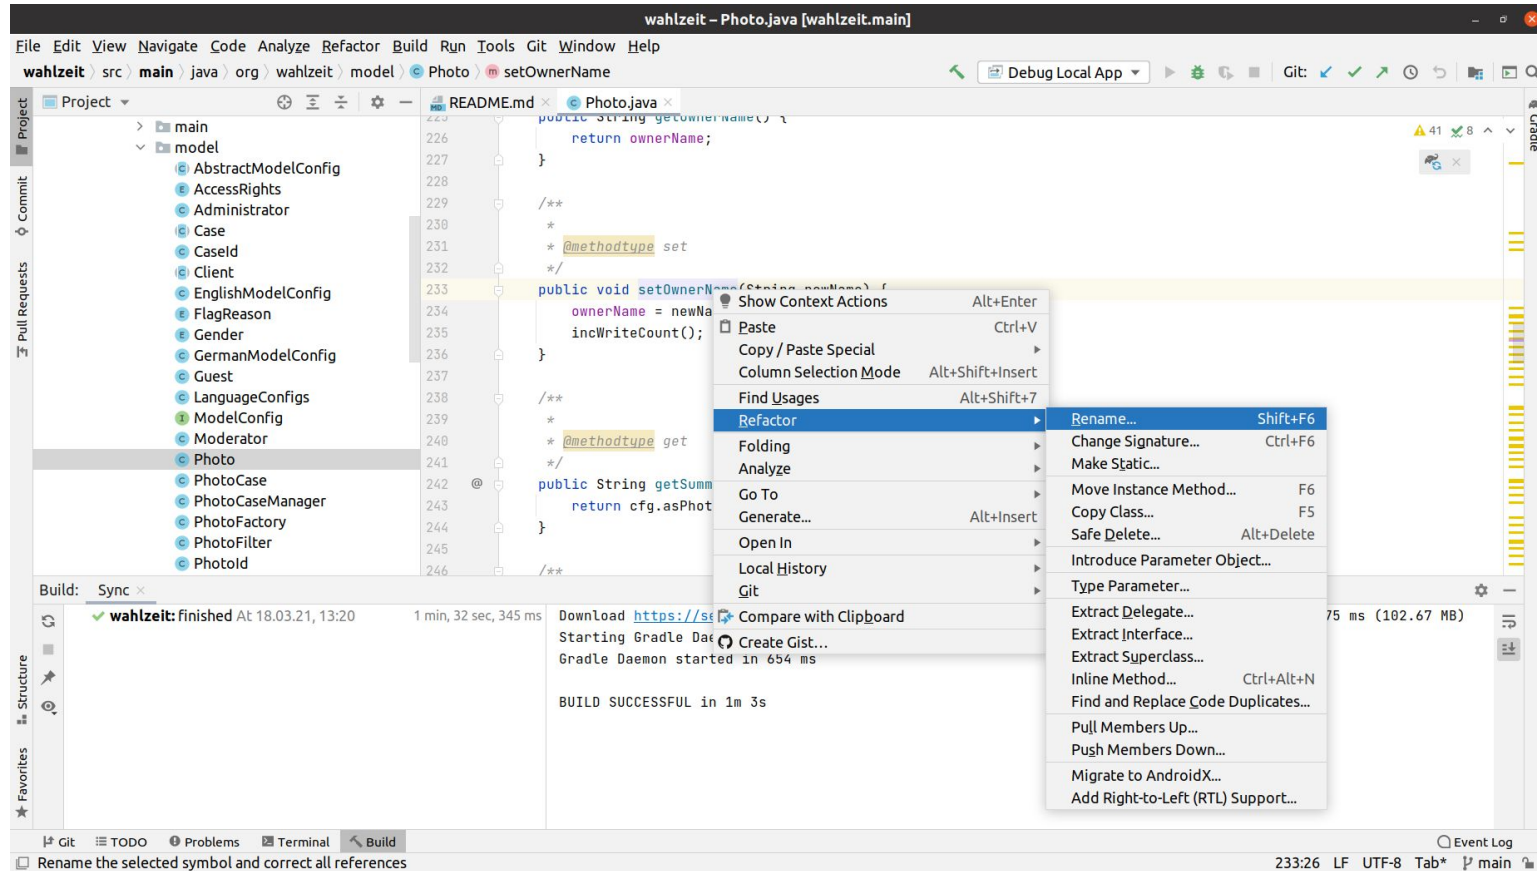 wahlzeit – Photo.java [wahlzeit.main]
File Edit View Navigate Code Analyze Refactor Build Run Tools Git Window Help
wahlzeit src main java org wahlzeit model Photo setOwnerName
Debug Local App
Git:
Project
README.md
Photo.java
Project
Commit
Pull Requests
Structure
Favorites
Gradle
main
model
AbstractModelConfig
AccessRights
Administrator
Case
CaseId
Client
EnglishModelConfig
FlagReason
Gender
GermanModelConfig
Guest
LanguageConfigs
ModelConfig
Moderator
Photo
PhotoCase
PhotoCaseManager
PhotoFactory
PhotoFilter
PhotoId
41 8
225 public String getOwnerName() {
226 return ownerName;
227 }
228
229 /**
230 *
231 * @methodtype set
232 */
233 public void setOwnerName(String newName) {
234 ownerName = newNa
235 incWriteCount();
236 }
237
238 /**
239 *
240 * @methodtype get
241 */
242 @ public String getSumm
243 return cfg.asPhot
244 }
245
246 /**
Show Context Actions Alt+Enter
Paste Ctrl+V
Copy / Paste Special
Column Selection Mode Alt+Shift+Insert
Find Usages Alt+Shift+7
Refactor
Folding
Analyze
Go To
Generate... Alt+Insert
Open In
Local History
Git
Compare with Clipboard
Create Gist...
Rename... Shift+F6
Change Signature... Ctrl+F6
Make Static...
Move Instance Method... F6
Copy Class... F5
Safe Delete... Alt+Delete
Introduce Parameter Object...
Type Parameter...
Extract Delegate...
Extract Interface...
Extract Superclass...
Inline Method... Ctrl+Alt+N
Find and Replace Code Duplicates...
Pull Members Up...
Push Members Down...
Migrate to AndroidX...
Add Right-to-Left (RTL) Support...
Build: Sync
wahlzeit: finished At 18.03.21, 13:20 1 min, 32 sec, 345 ms
Download https://se 75 ms (102.67 MB)
Starting Gradle Dae
Gradle Daemon started in 654 ms
BUILD SUCCESSFUL in 1m 3s
Git TODO Problems Terminal Build Event Log
Rename the selected symbol and correct all references 233:26 LF UTF-8 Tab* main